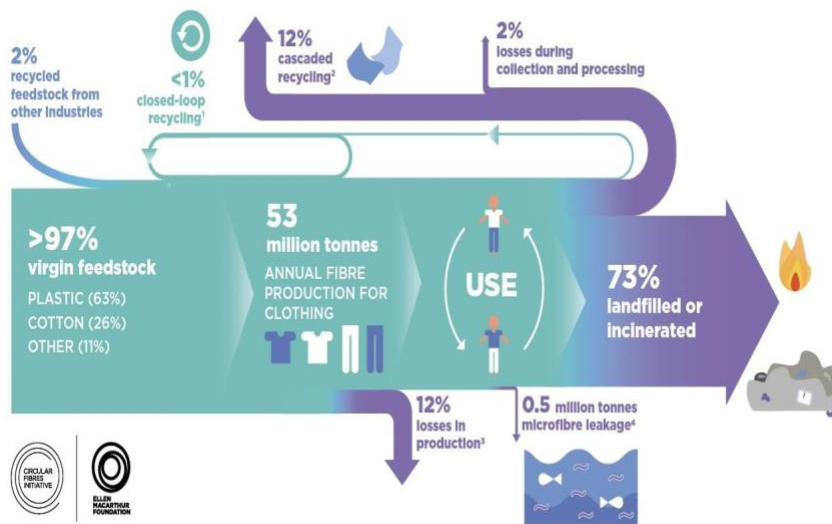 2%
recycled
feedstock from
other industries
<1%
closed-loop
recycling¹
12%
cascaded
recycling²
2%
losses during
collection and processing
>97%
virgin feedstock
PLASTIC (63%)
COTTON (26%)
OTHER (11%)
53
million tonnes
ANNUAL FIBRE
PRODUCTION FOR
CLOTHING
USE
73%
landfilled or
incinerated
12%
losses in
production³
0.5 million tonnes
microfibre leakage⁴
CIRCULAR
FIBRES
INITIATIVE
ELLEN
MACARTHUR
FOUNDATION